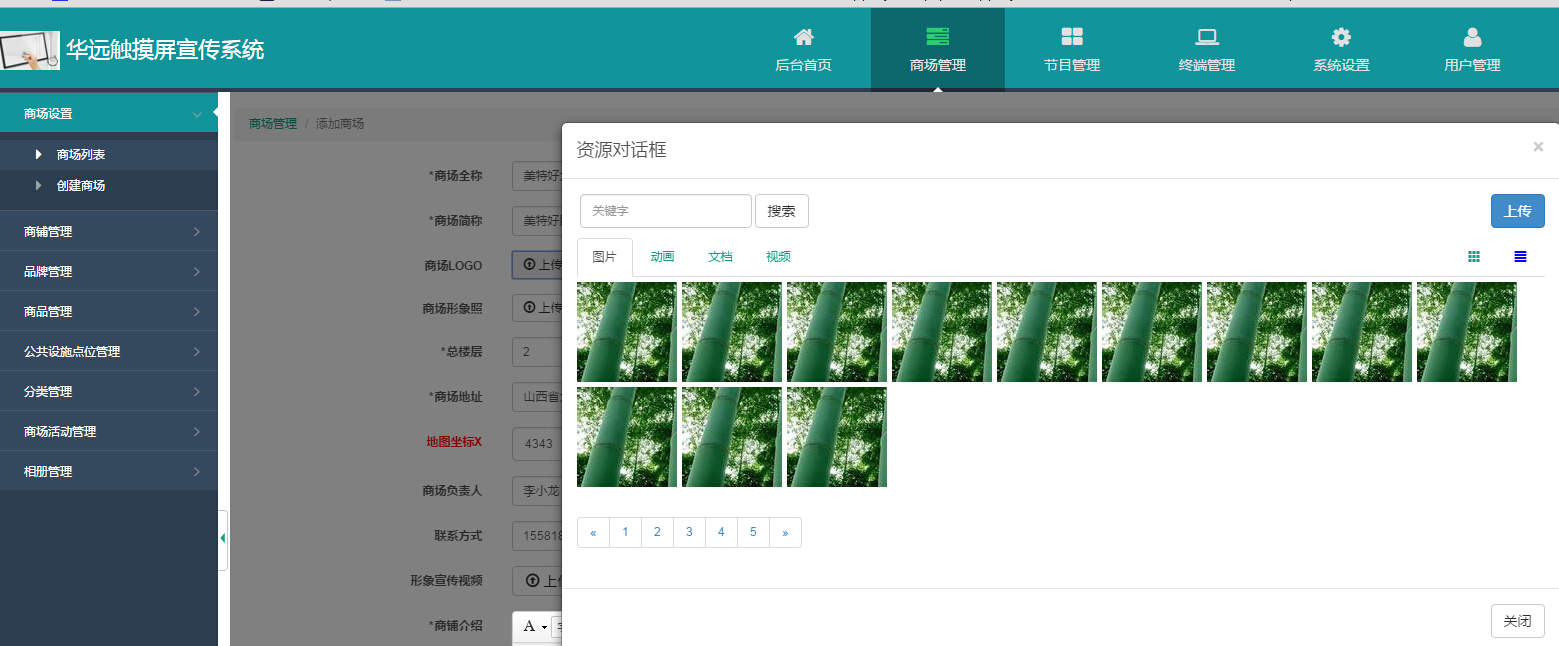 华远触摸屏宣传系统
后台首页
商场管理
节目管理
终端管理
系统设置
用户管理
商场设置
商场列表
创建商场
商铺管理
品牌管理
商品管理
公共设施点位管理
分类管理
商场活动管理
相册管理
商场管理 / 添加商场
*商场全称 美特好
*商场简称 美特好
商场LOGO 上传
商场形象照 上传
*总楼层 2
*商场地址 山西省
地图坐标X 4343
商场负责人 李小龙
联系方式 15581
形象宣传视频 上
*商铺介绍
A
资源对话框 ×
关键字 搜索 上传
图片 动画 文档 视频
« 1 2 3 4 5 »
关闭